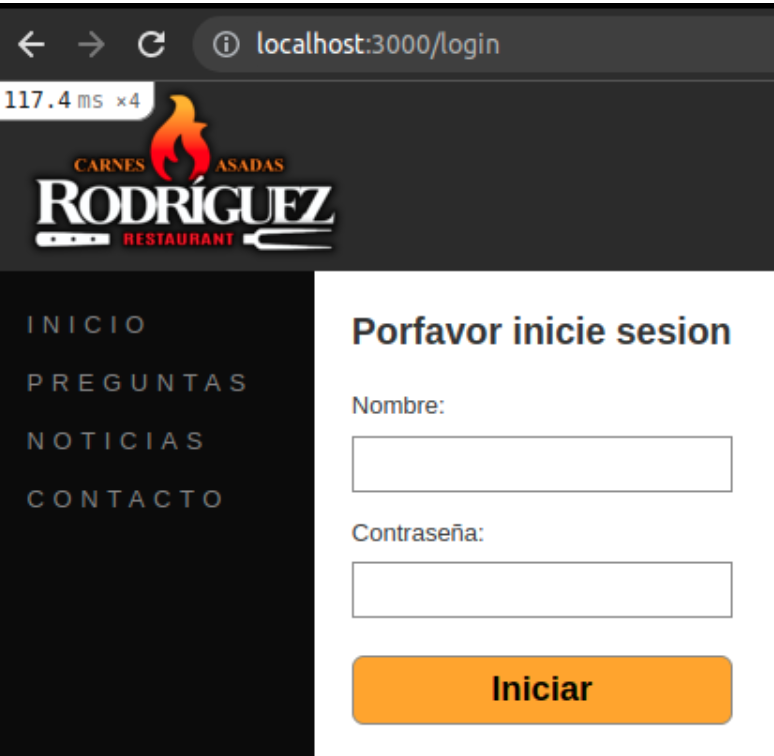 localhost:3000/login
117.4 ms ×4
CARNES ASADAS
RODRÍGUEZ
RESTAURANT
INICIO
PREGUNTAS
NOTICIAS
CONTACTO
Porfavor inicie sesion
Nombre:
Contraseña:
Iniciar